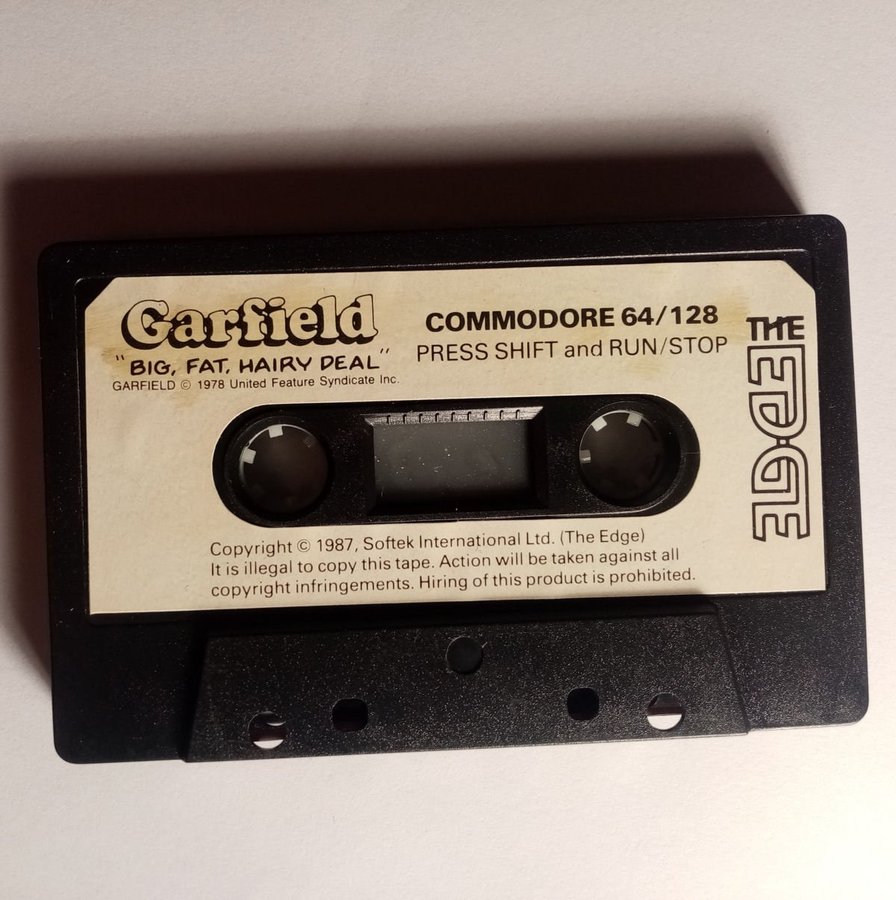 Garfield
"BIG, FAT, HAIRY DEAL"
GARFIELD © 1978 United Feature Syndicate Inc.
COMMODORE 64/128
PRESS SHIFT and RUN/STOP
THE
EDGE
Copyright © 1987, Softek International Ltd. (The Edge)
It is illegal to copy this tape. Action will be taken against all
copyright infringements. Hiring of this product is prohibited.